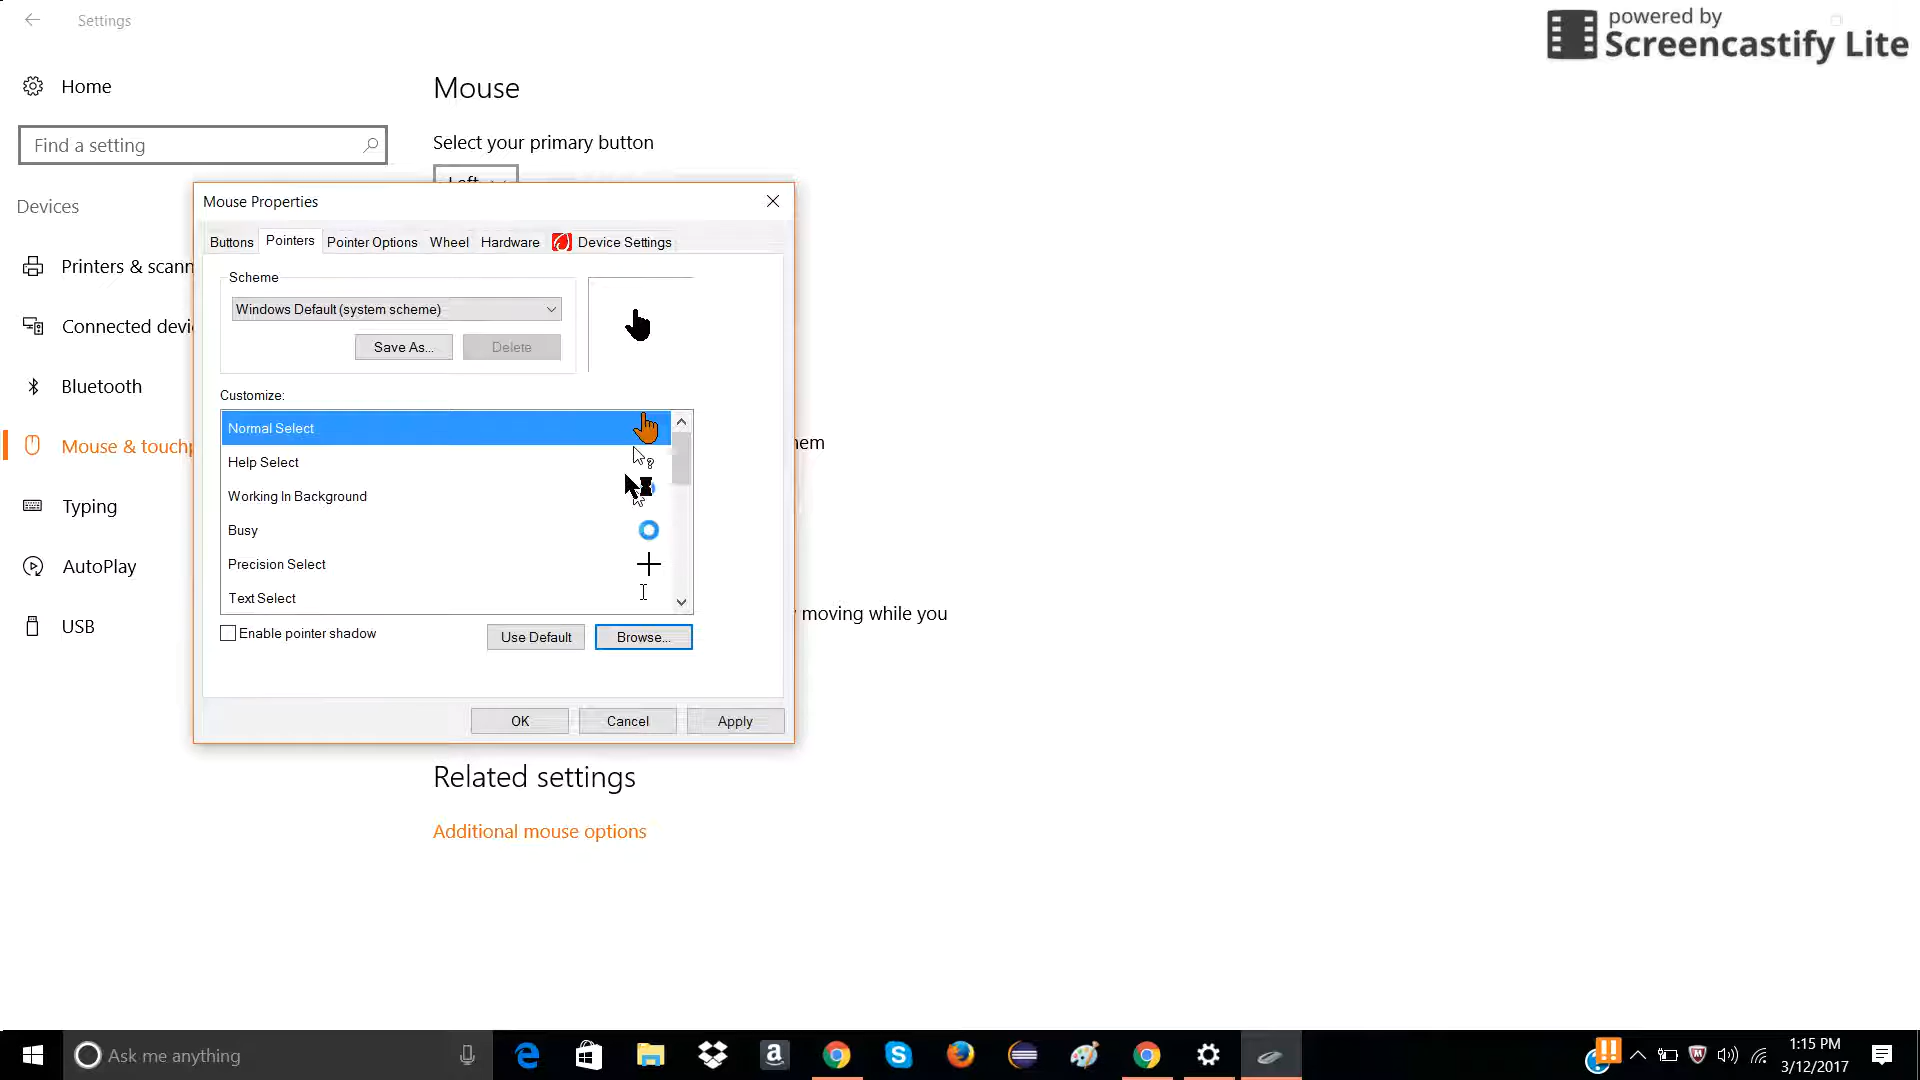 Settings
powered by
Screencastify Lite
Home
Mouse
Find a setting
Select your primary button
Left
Devices
Mouse Properties
Buttons Pointers Pointer Options Wheel Hardware Device Settings
Printers & scann
Scheme
Windows Default (system scheme)
Connected devi
Save As...
Delete
Bluetooth
Customize:
Normal Select
Mouse & touchp
hem
Help Select
Working In Background
Typing
Busy
Precision Select
AutoPlay
Text Select
USB
moving while you
Enable pointer shadow
Use Default
Browse...
OK
Cancel
Apply
Related settings
Additional mouse options
Ask me anything
1:15 PM
3/12/2017